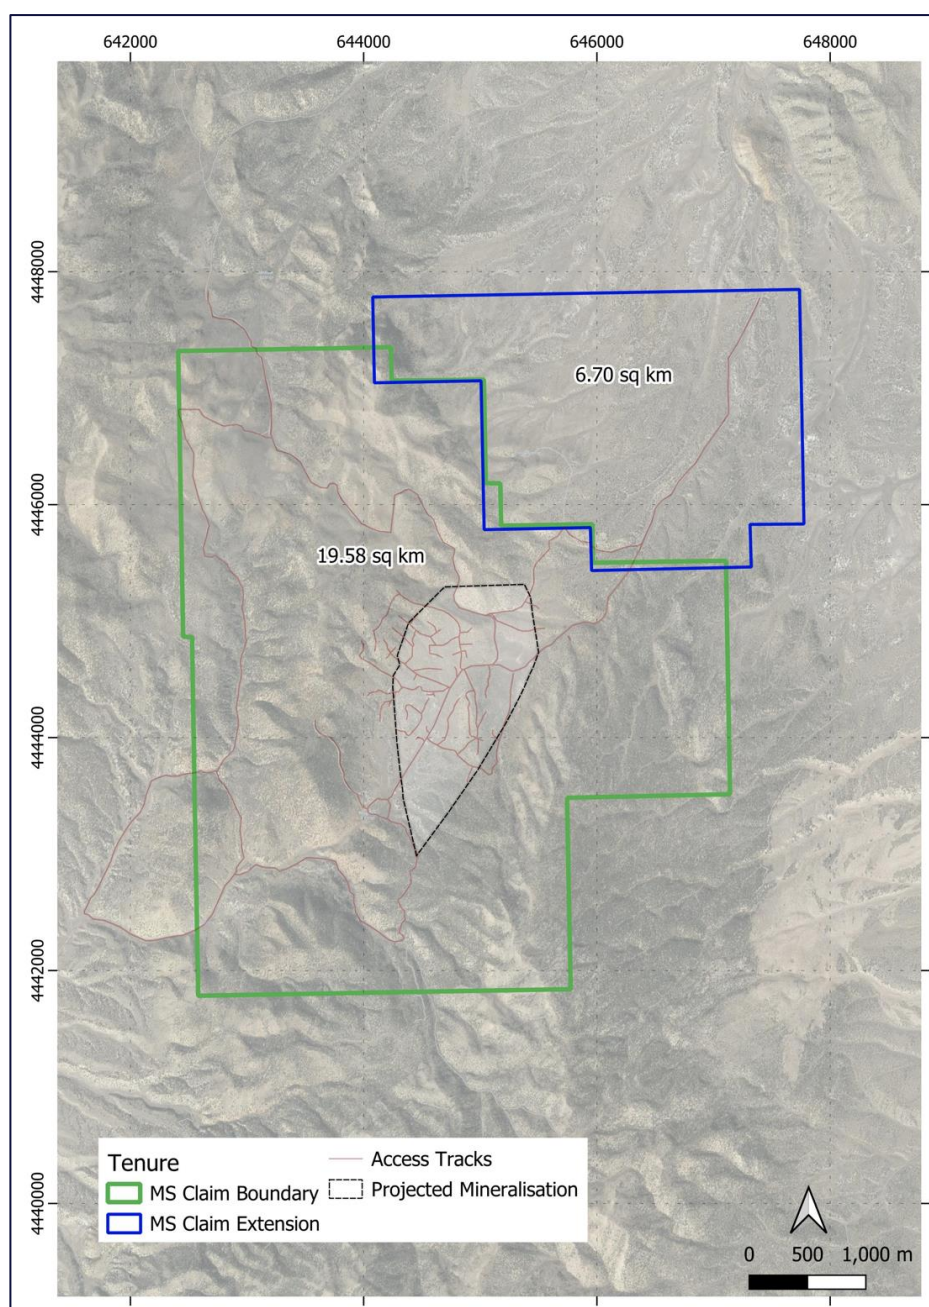 642000
644000
646000
648000
4448000
4446000
4444000
4442000
4440000
6.70 sq km
19.58 sq km
Tenure
MS Claim Boundary
MS Claim Extension
Access Tracks
Projected Mineralisation
0 500 1,000 m